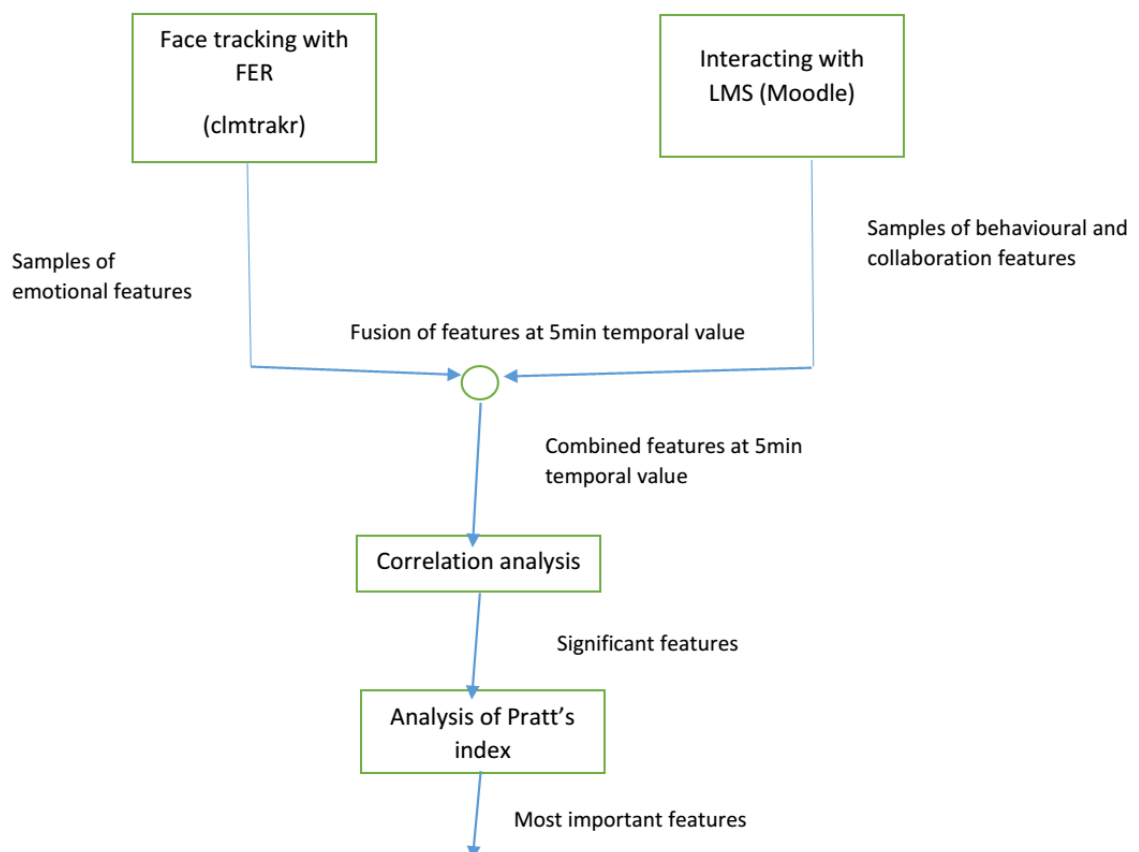 Face tracking with
FER
(clmtrakr)
Interacting with
LMS (Moodle)
Samples of
emotional features
Samples of behavioural and
collaboration features
Fusion of features at 5min temporal value
Combined features at 5min
temporal value
Correlation analysis
Significant features
Analysis of Pratt’s
index
Most important features